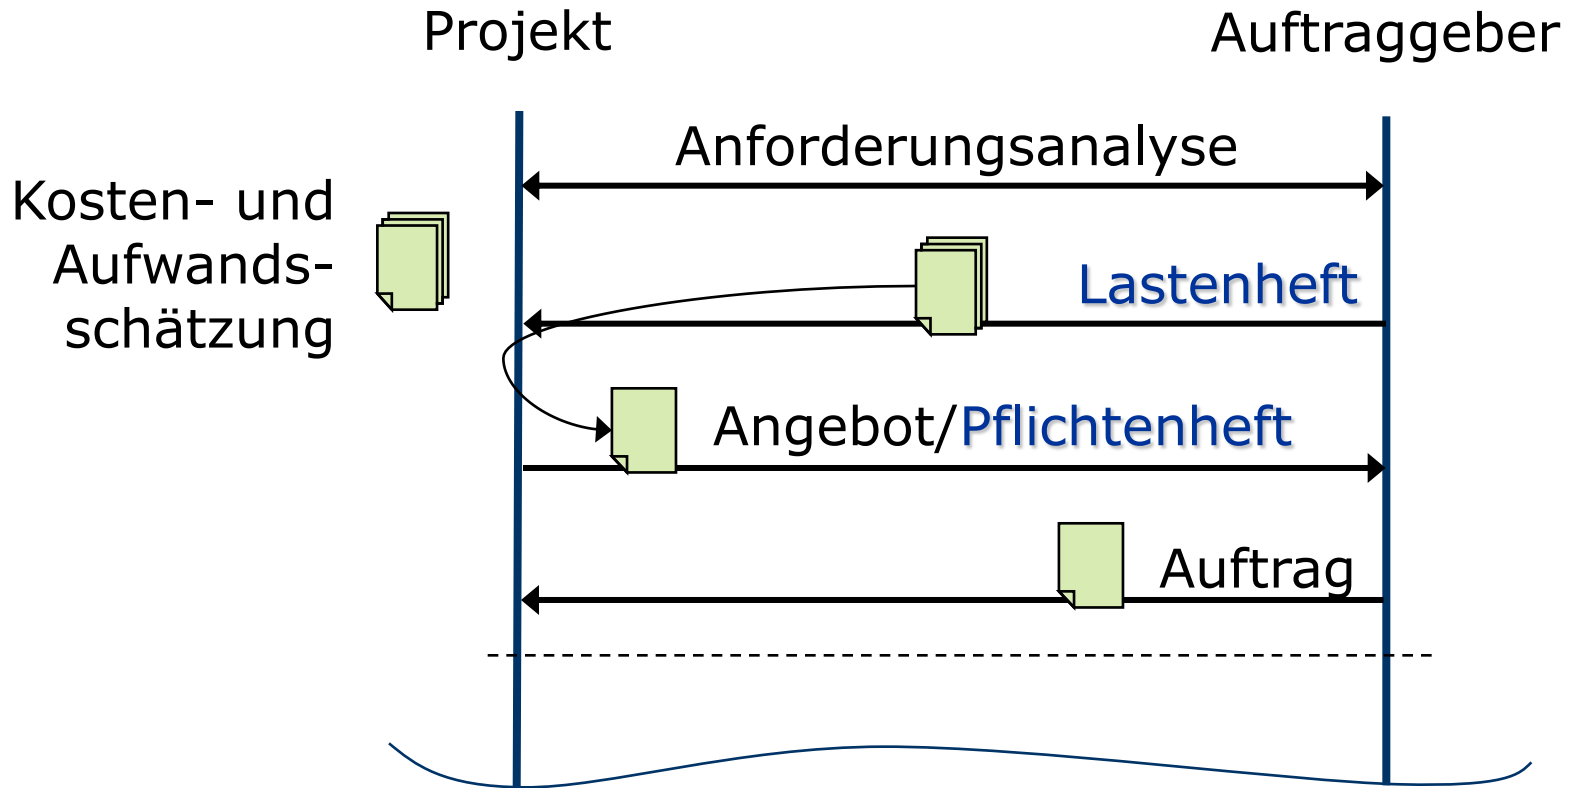 Projekt
Auftraggeber
Anforderungsanalyse
Kosten- und
Aufwands-
schätzung
Lastenheft
Angebot/Pflichtenheft
Auftrag